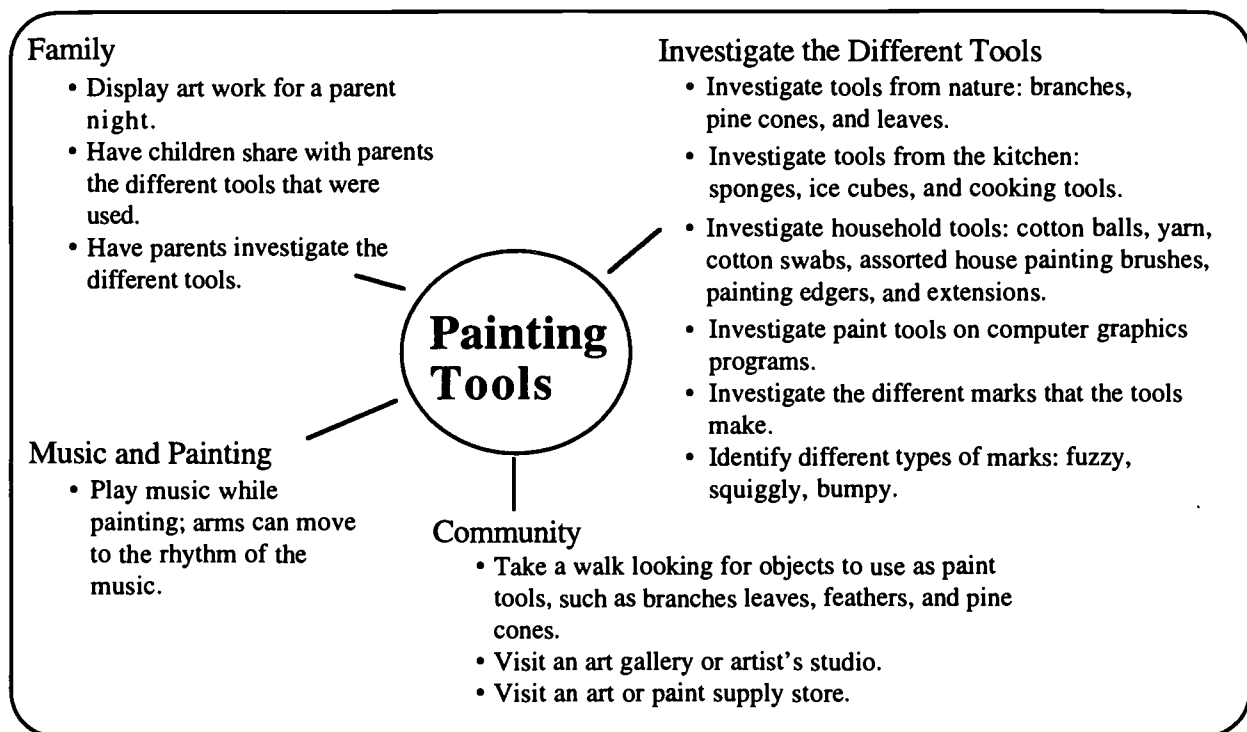 Family
• Display art work for a parent
night.
• Have children share with parents
the different tools that were
used.
• Have parents investigate the
different tools.
Investigate the Different Tools
• Investigate tools from nature: branches,
pine cones, and leaves.
• Investigate tools from the kitchen:
sponges, ice cubes, and cooking tools.
• Investigate household tools: cotton balls, yarn,
cotton swabs, assorted house painting brushes,
painting edgers, and extensions.
• Investigate paint tools on computer graphics
programs.
• Investigate the different marks that the tools
make.
• Identify different types of marks: fuzzy,
squiggly, bumpy.
Painting
Tools
Music and Painting
• Play music while
painting; arms can move
to the rhythm of the
music.
Community
• Take a walk looking for objects to use as paint
tools, such as branches leaves, feathers, and pine
cones.
• Visit an art gallery or artist's studio.
• Visit an art or paint supply store.